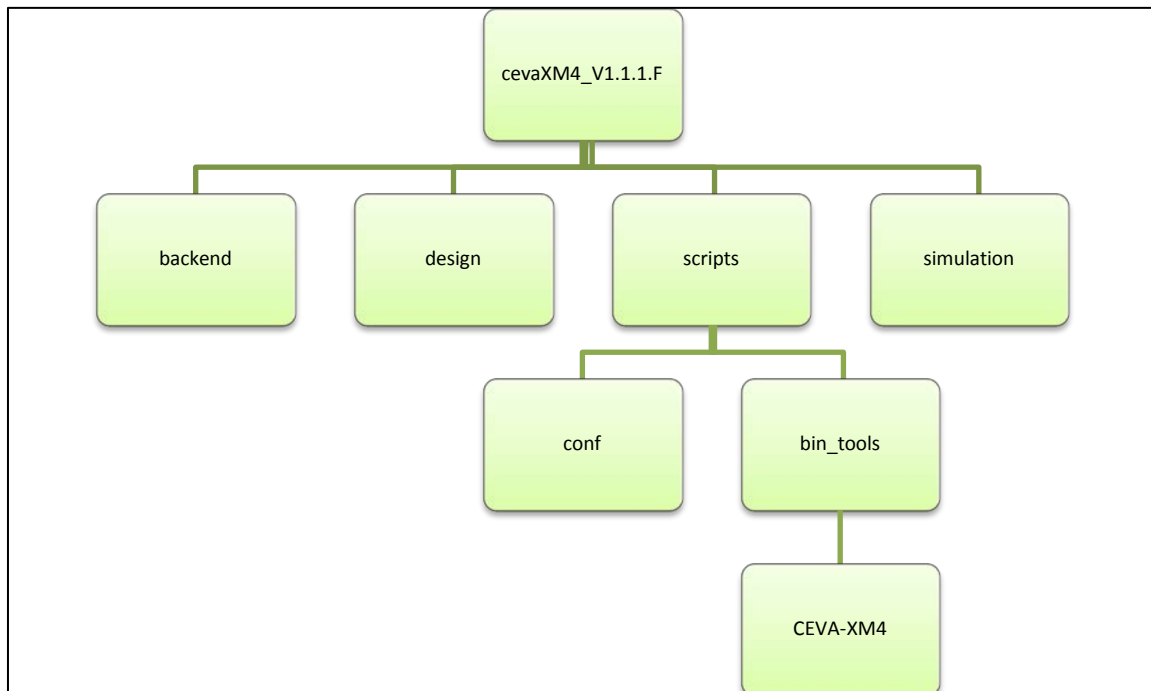 cevaXM4_V1.1.1.F
backend
design
scripts
simulation
conf
bin_tools
CEVA-XM4